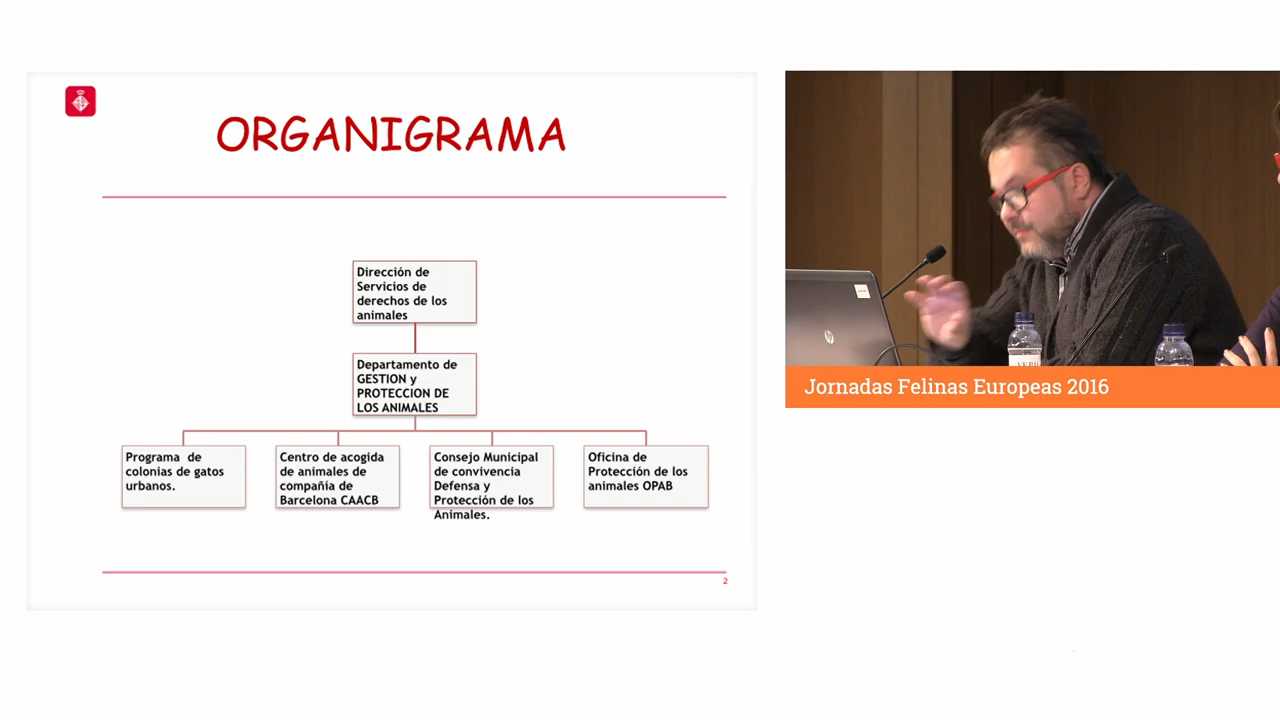 ORGANIGRAMA
Dirección de
Servicios de
derechos de los
animales
Departamento de
GESTION y
PROTECCION DE
LOS ANIMALES
Programa de
colonias de gatos
urbanos.
Centro de acogida
de animales de
compañía de
Barcelona CAACB
Consejo Municipal
de convivencia
Defensa y
Protección de los
Animales.
Oficina de
Protección de los
animales OPAB
2
hp
Jornadas Felinas Europeas 2016